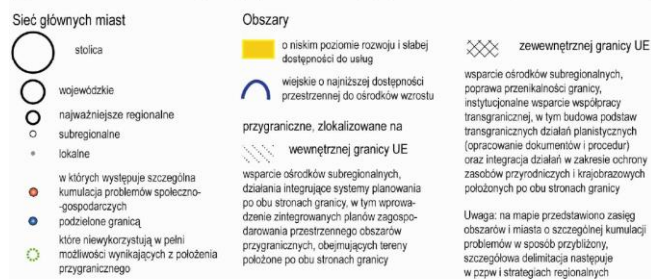 Sieć głównych miast
stolica
wojewódzkie
najważniejsze regionalne
subregionalne
lokalne
w których występuje szczególna
kumulacja problemów społeczno-
-gospodarczych
podzielone granicą
które niewykorzystują w pełni
możliwości wynikających z położenia
przygranicznego
Obszary
o niskim poziomie rozwoju i słabej
dostępności do usług
wiejskie o najniższej dostępności
przestrzennej do ośrodków wzrostu
przygraniczne, zlokalizowane na
wewnętrznej granicy UE
wsparcie ośrodków subregionalnych,
działania integrujące systemy planowania
po obu stronach granicy, w tym wprowa-
dzenie zintegrowanych planów zagospo-
darowania przestrzennego obszarów
przygranicznych, obejmujących tereny
położone po obu stronach granicy
zewewnętrznej granicy UE
wsparcie ośrodków subregionalnych,
poprawa przenikalności granicy,
instytucjonalne wsparcie współpracy
transgranicznej, w tym budowa podstaw
transgranicznych działań planistycznych
(opracowanie dokumentów i procedur)
oraz integracja działań w zakresie ochrony
zasobów przyrodniczych i krajobrazowych
położonych po obu stronach granicy
Uwaga: na mapie przedstawiono zasięg
obszarów i miasta o szczególnej kumulacji
problemów w sposób przybliżony,
szczegółowa delimitacja następuje
w pzpw i strategiach regionalnych